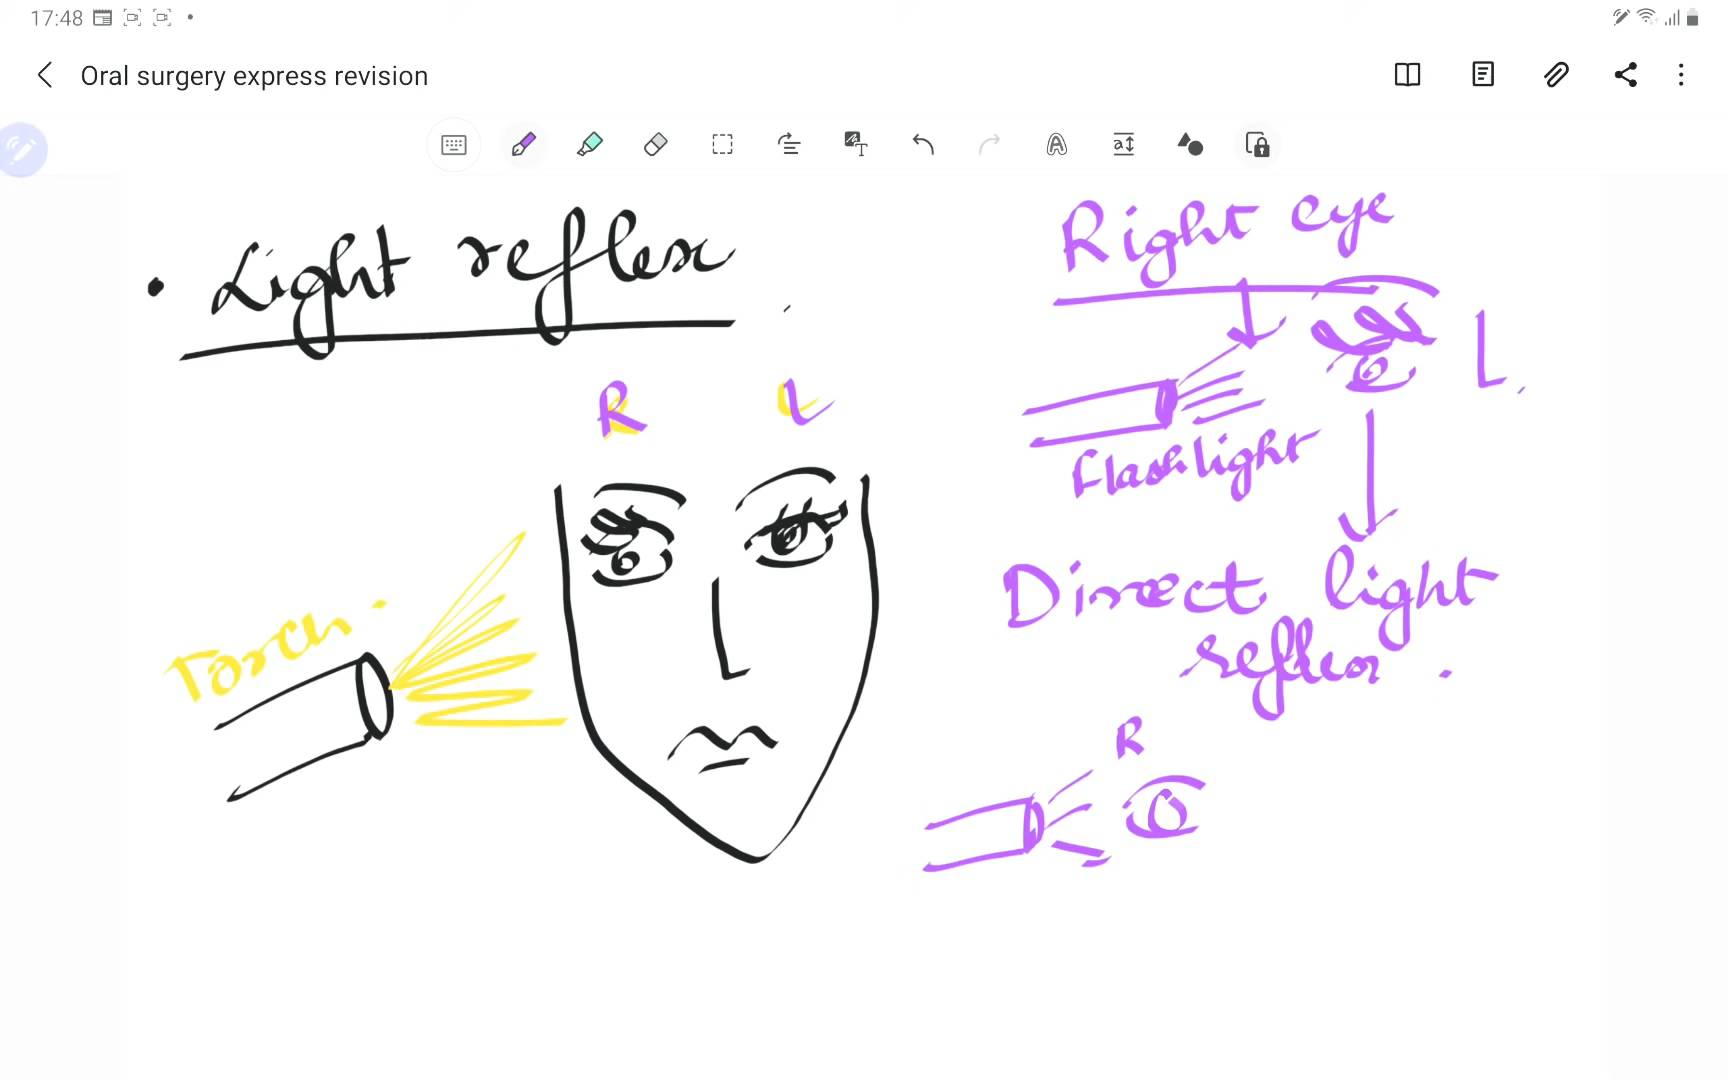 17:48
Oral surgery express revision
• Light reflex
R L
Torch.
Right eye
L
Flashlight
Direct light
reflex.
R